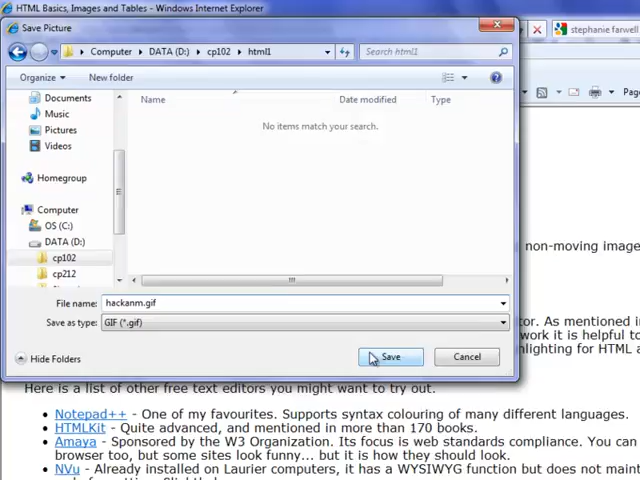 HTML Basics, Images and Tables - Windows Internet Explorer
Save Picture
stephanie farwell
Computer DATA (D:) cp102 html1 Search html1
Organize New folder
Page
Documents Name Date modified Type
Music
No items match your search.
Pictures
Videos
Homegroup
Computer
OS (C:)
DATA (D:)
non-moving image
cp102
cp212
File name: hackanm.gif
Save as type: GIF (*.gif)
tor. As mentioned in
work it is helpful to
Hide Folders Save Cancel
hlighting for HTML a
Here is a list of other free text editors you might want to try out.
• Notepad++ - One of my favourites. Supports syntax colouring of many different languages.
• HTMLKit - Quite advanced, and mentioned in more than 170 books.
• Amaya - Sponsored by the W3 Organization. Its focus is web standards compliance. You can
browser too, but some sites look funny... but it is how they should look.
• NVu - Already installed on Laurier computers, it has a WYSIWYG function but does not maint